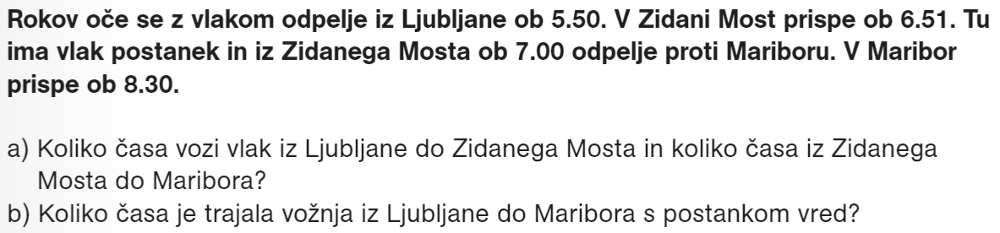 Rokov oče se z vlakom odpelje iz Ljubljane ob 5.50. V Zidani Most prispe ob 6.51. Tu
ima vlak postanek in iz Zidanega Mosta ob 7.00 odpelje proti Mariboru. V Maribor
prispe ob 8.30.
a) Koliko časa vozi vlak iz Ljubljane do Zidanega Mosta in koliko časa iz Zidanega
Mosta do Maribora?
b) Koliko časa je trajala vožnja iz Ljubljane do Maribora s postankom vred?